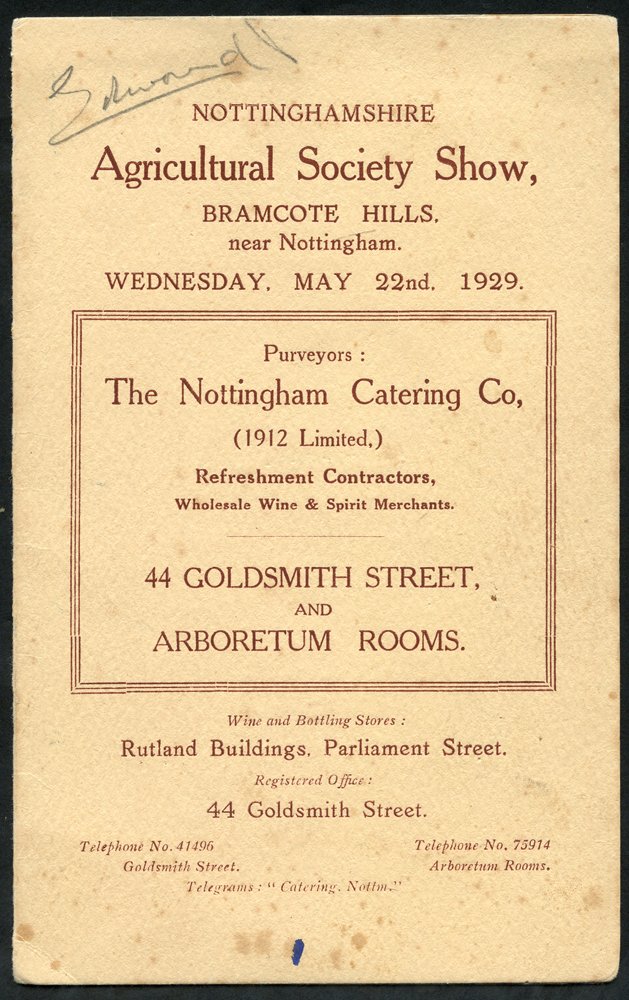 Edward
NOTTINGHAMSHIRE
Agricultural Society Show,
BRAMCOTE HILLS,
near Nottingham.
WEDNESDAY, MAY 22nd, 1929.
Purveyors :
The Nottingham Catering Co,
(1912 Limited,)
Refreshment Contractors,
Wholesale Wine & Spirit Merchants.
44 GOLDSMITH STREET,
AND
ARBORETUM ROOMS.
Wine and Bottling Stores :
Rutland Buildings, Parliament Street.
Registered Office :
44 Goldsmith Street.
Telephone No. 41496 Telephone No. 75914
Goldsmith Street. Arboretum Rooms.
Telegrams : “ Catering, Nottm.”